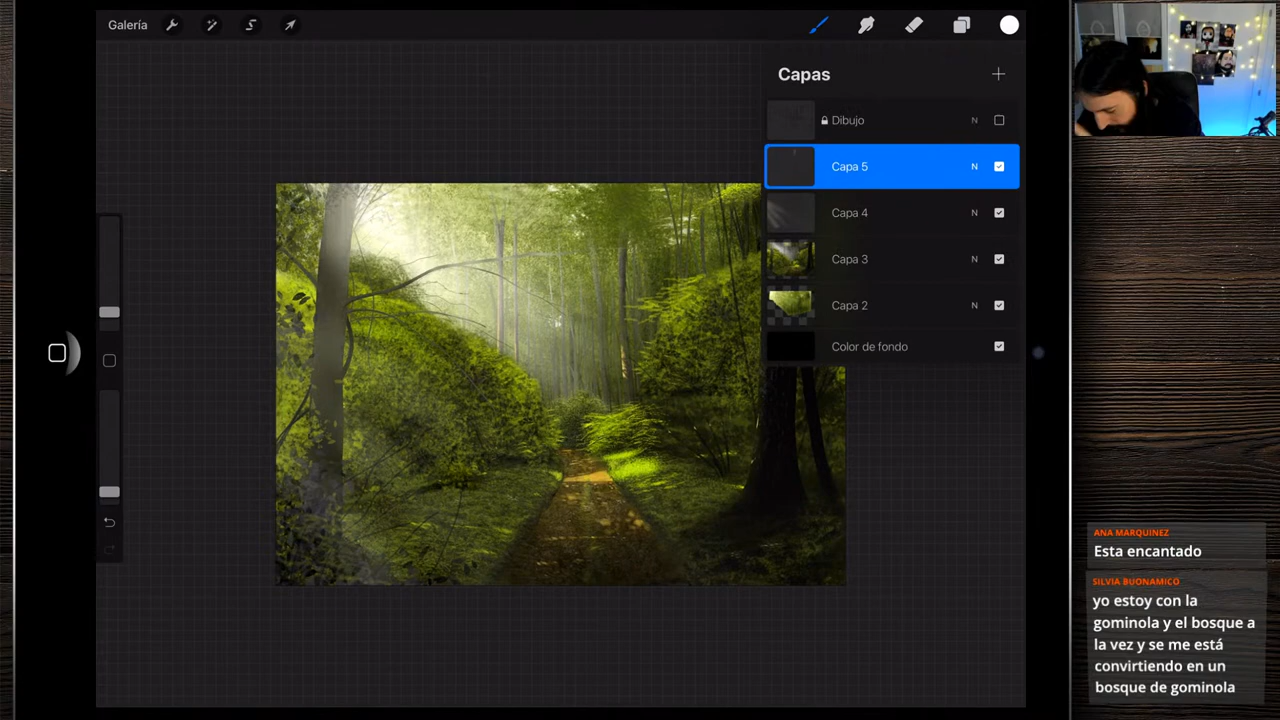 Galería
Capas
Dibujo N
Capa 5 N
Capa 4 N
Capa 3 N
Capa 2 N
Color de fondo
ANA MARQUINEZ
Esta encantado
SILVIA BUONAMICO
yo estoy con la
gominola y el bosque a
la vez y se me está
convirtiendo en un
bosque de gominola